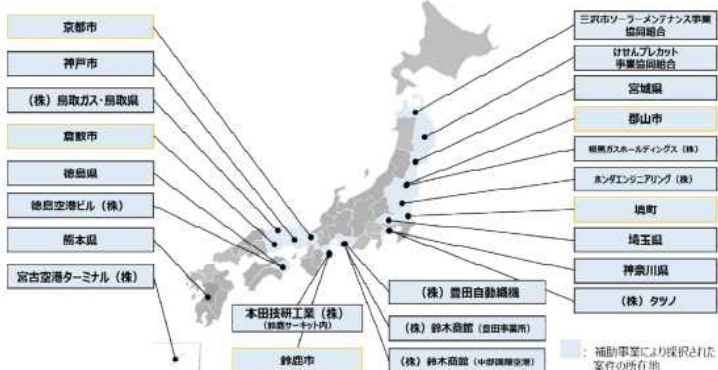 京都市
神戸市
(株) 鳥取ガス・鳥取県
倉敷市
徳島県
徳島空港ビル (株)
熊本県
宮古空港ターミナル (株)
本田技研工業 (株)
(鈴鹿サーキット内)
鈴鹿市
(株) 豊田自動織機
(株) 鈴木商館 (豊田事業所)
(株) 鈴木商館 (中部国際空港)
三沢市ソーラーメンテナンス事業
協同組合
けせんプレカット
事業協同組合
宮城県
郡山市
相馬ガスホールディングス (株)
ホンダエンジニアリング (株)
境町
埼玉県
神奈川県
(株) タツノ
: 補助事業により採択された
案件の所在地